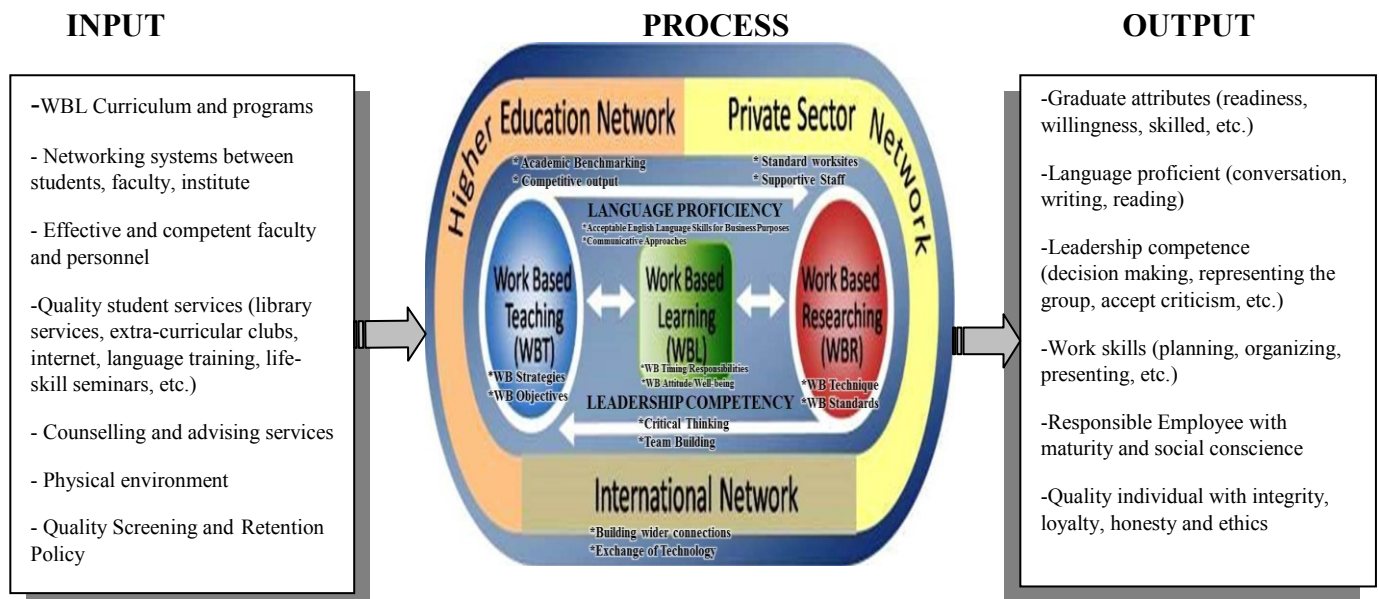 INPUT
-WBL Curriculum and programs
- Networking systems between
students, faculty, institute
- Effective and competent faculty
and personnel
-Quality student services (library
services, extra-curricular clubs,
internet, language training, life-
skill seminars, etc.)
- Counselling and advising services
- Physical environment
- Quality Screening and Retention
Policy
PROCESS
Higher Education Network
Private Sector Network
* Academic Benchmarking
* Competitive output
* Standard worksites
* Supportive Staff
LANGUAGE PROFICIENCY
*Acceptable English Language Skills for Business Purposes
*Communicative Approaches
Work Based
Teaching
(WBT)
*WB Strategies
*WB Objectives
Work Based
Learning
(WBL)
*WB Timing/Responsibilities
*WB Attitude/Well-being
Work Based
Researching
(WBR)
*WB Technique
*WB Standards
LEADERSHIP COMPETENCY
*Critical Thinking
*Team Building
International Network
*Building wider connections
*Exchange of Technology
OUTPUT
-Graduate attributes (readiness,
willingness, skilled, etc.)
-Language proficient (conversation,
writing, reading)
-Leadership competence
(decision making, representing the
group, accept criticism, etc.)
-Work skills (planning, organizing,
presenting, etc.)
-Responsible Employee with
maturity and social conscience
-Quality individual with integrity,
loyalty, honesty and ethics